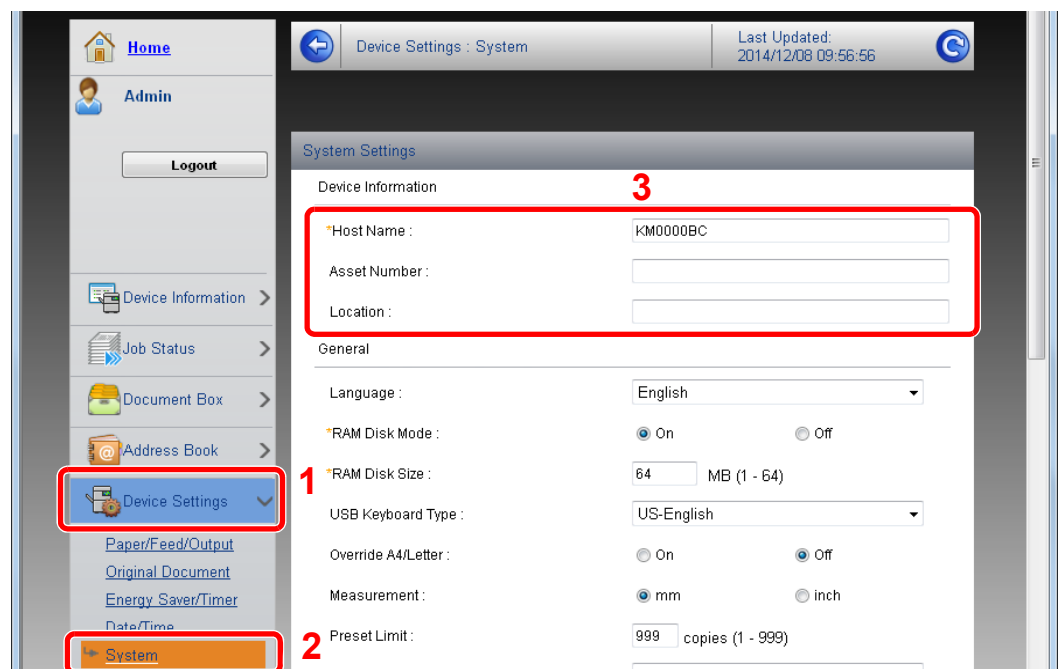 Home
Admin
Logout
Device Information
Job Status
Document Box
Address Book
1
Device Settings
Paper/Feed/Output
Original Document
Energy Saver/Timer
Date/Time
2
System
Device Settings : System
Last Updated:
2014/12/08 09:56:56
System Settings
Device Information
3
*Host Name : KM0000BC
Asset Number :
Location :
General
Language : English
*RAM Disk Mode : On Off
*RAM Disk Size : 64 MB (1 - 64)
USB Keyboard Type : US-English
Override A4/Letter : On Off
Measurement : mm inch
Preset Limit : 999 copies (1 - 999)